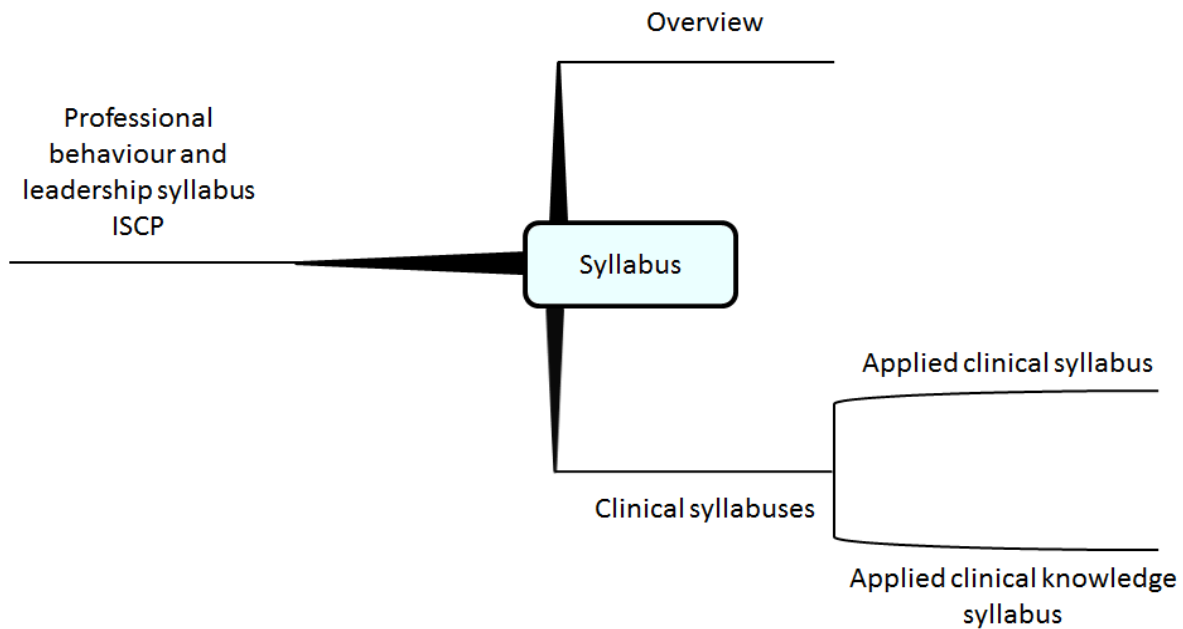 Overview
Professional
behaviour and
leadership syllabus
ISCP
Syllabus
Applied clinical syllabus
Clinical syllabuses
Applied clinical knowledge
syllabus